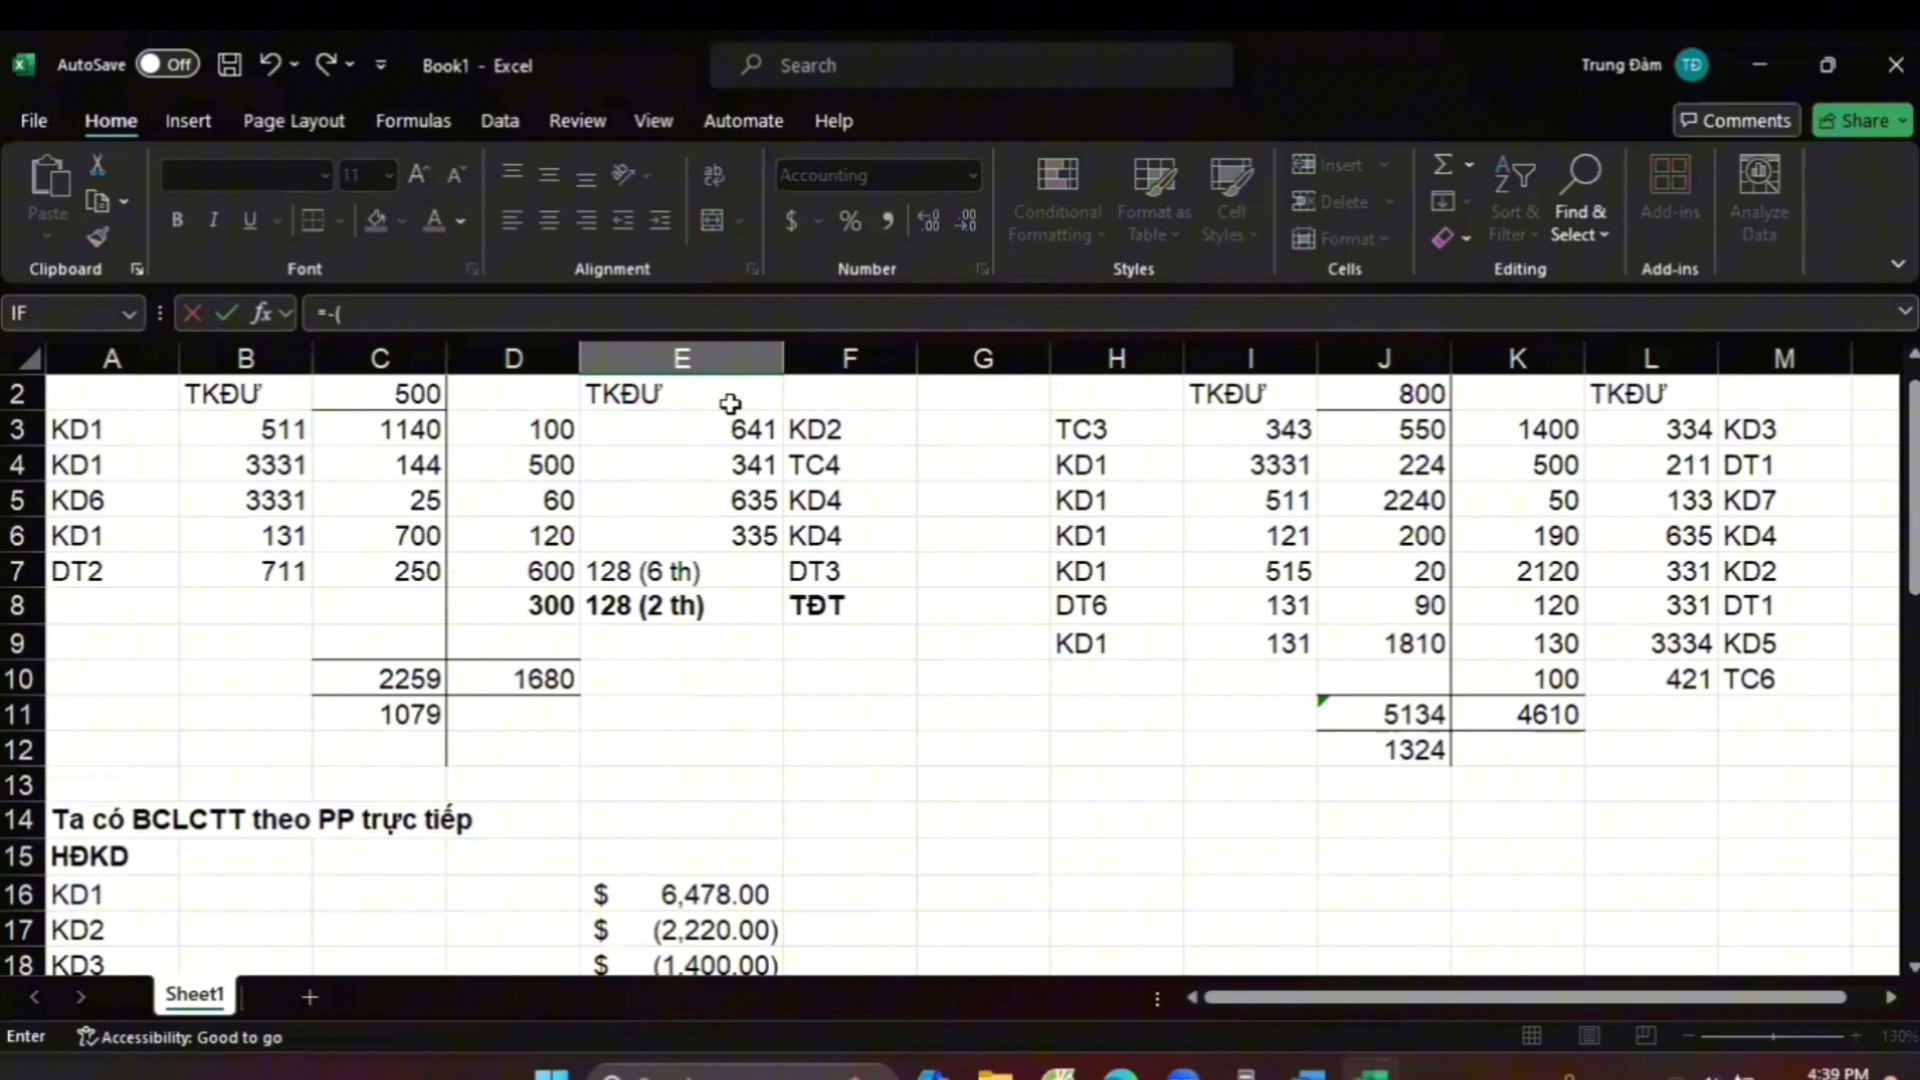 AutoSave Off Book1 - Excel Search Trung Đàm TĐ
File Home Insert Page Layout Formulas Data Review View Automate Help Comments Share
Paste 11 A A ab Accounting Conditional Formatting Format as Table Cell Styles Insert Delete Format Sort & Filter Find & Select Add-ins Analyze Data
B I U A $ % 9
Clipboard Font Alignment Number Styles Cells Editing Add-ins
IF fx =-(
A B C D E F G H I J K L M
2 TKĐƯ 500 TKĐƯ TKĐƯ 800 TKĐƯ
3 KD1 511 1140 100 641 KD2 TC3 343 550 1400 334 KD3
4 KD1 3331 144 500 341 TC4 KD1 3331 224 500 211 DT1
5 KD6 3331 25 60 635 KD4 KD1 511 2240 50 133 KD7
6 KD1 131 700 120 335 KD4 KD1 121 200 190 635 KD4
7 DT2 711 250 600 128 (6 th) DT3 KD1 515 20 2120 331 KD2
8 300 128 (2 th) TĐT DT6 131 90 120 331 DT1
9 KD1 131 1810 130 3334 KD5
10 2259 1680 100 421 TC6
11 1079 5134 4610
12 1324
13
14 Ta có BCLCTT theo PP trực tiếp
15 HĐKD
16 KD1 $ 6,478.00
17 KD2 $ (2,220.00)
18 KD3 $ (1,400.00)
Sheet1
Enter Accessibility: Good to go 130%
4:39 PM